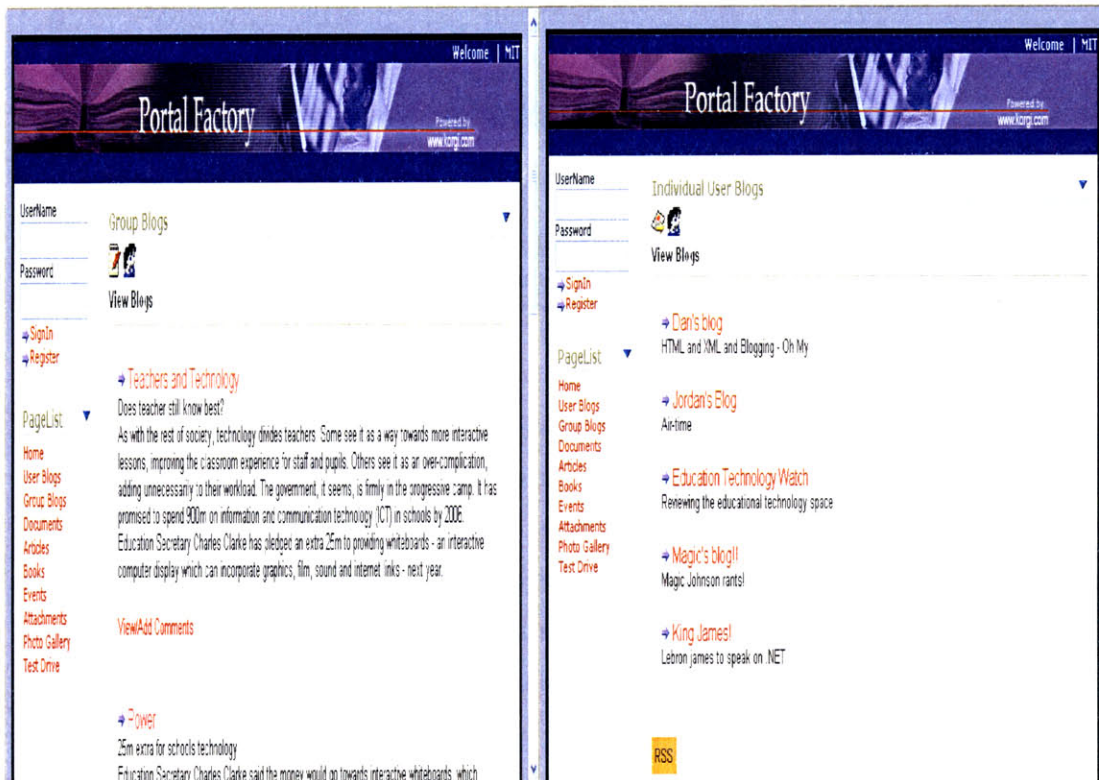 Welcome | MIT
Portal Factory
Powered by
www.korgi.com
UserName
Password
SignIn
Register
PageList
Home
User Blogs
Group Blogs
Documents
Articles
Books
Events
Attachments
Photo Gallery
Test Drive
Group Blogs
View Blogs
Teachers and Technology
Does teacher still know best?
As with the rest of society, technology divides teachers. Some see it as a way towards more interactive
lessons, improving the classroom experience for staff and pupils. Others see it as an over-complication,
adding unnecessarily to their workload. The government, it seems, is firmly in the progressive camp. It has
promised to spend 900m on information and communication technology (ICT) in schools by 2006.
Education Secretary Charles Clarke has pledged an extra 25m to providing whiteboards - an interactive
computer display which can incorporate graphics, film, sound and internet links - next year.
View/Add Comments
Power
25m extra for schools technology
Education Secretary Charles Clarke said the money would go towards interactive whiteboards, which
Welcome | MIT
Portal Factory
Powered by
www.korgi.com
UserName
Password
SignIn
Register
PageList
Home
User Blogs
Group Blogs
Documents
Articles
Books
Events
Attachments
Photo Gallery
Test Drive
Individual User Blogs
View Blogs
Dan's blog
HTML and XML and Blogging - Oh My
Jordan's Blog
Air-time
Education Technology Watch
Reviewing the educational technology space
Magic's blog!!
Magic Johnson rants!
King James!
Lebron james to speak on .NET
RSS